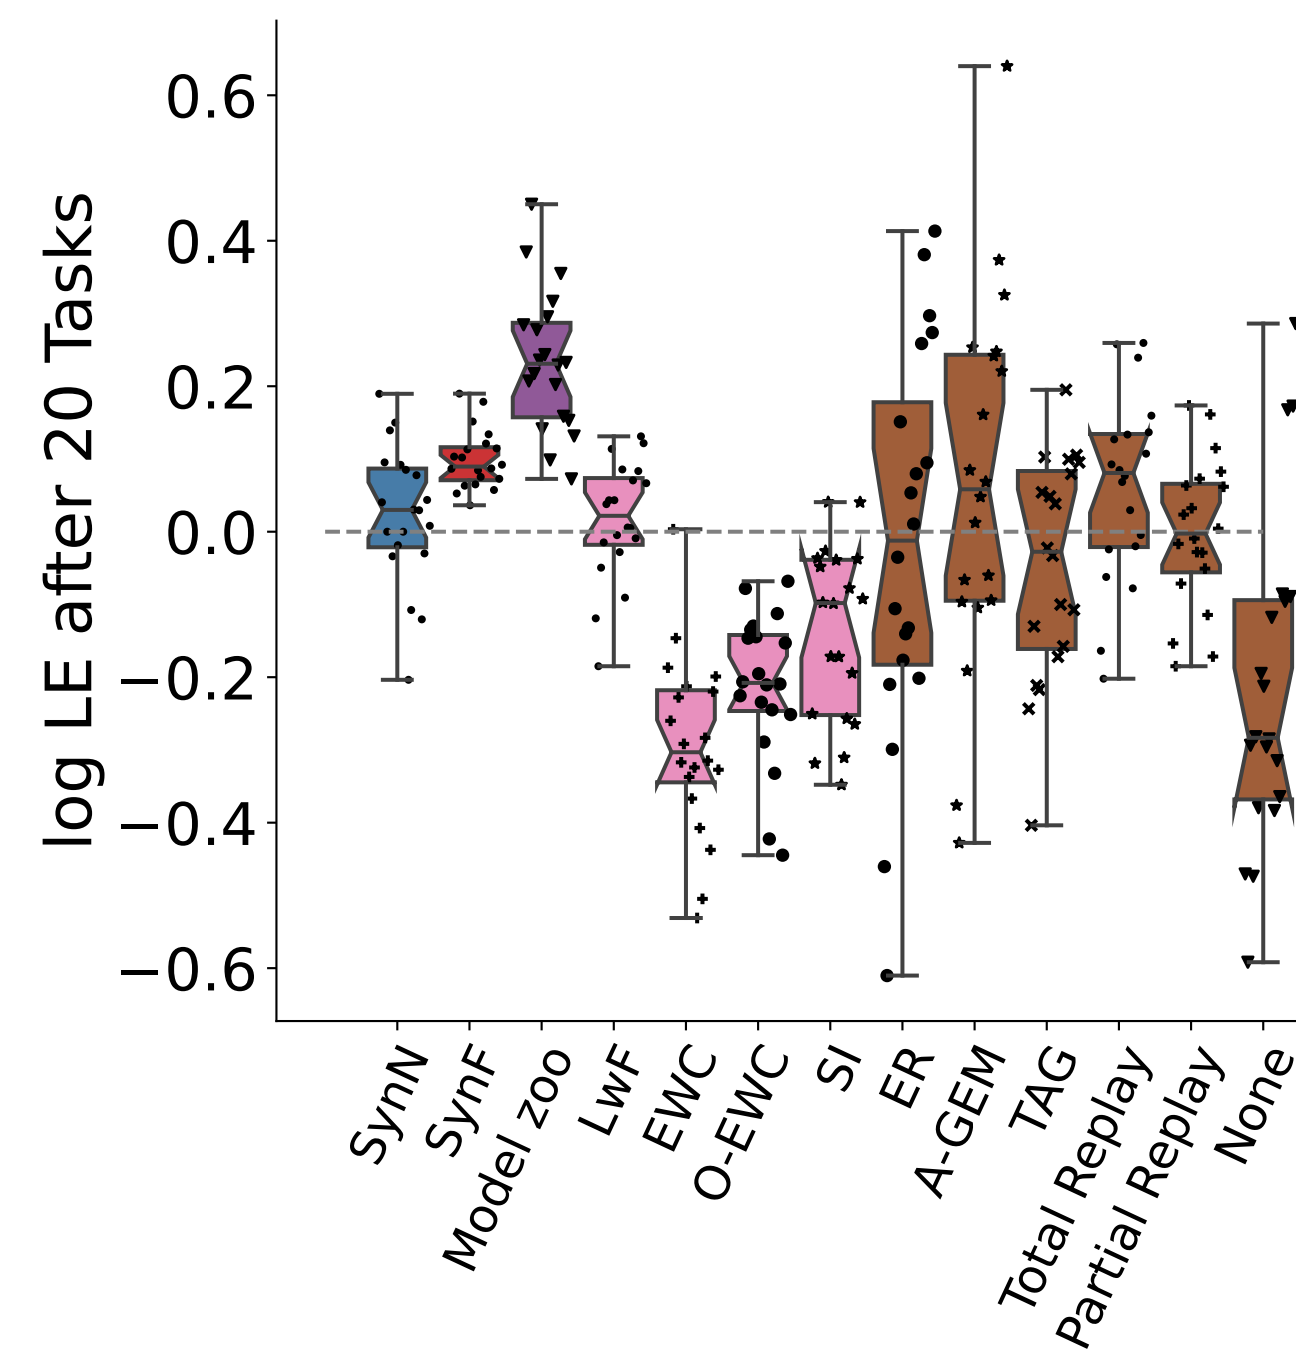 log LE after 20 Tasks
0.6
0.4
0.2
0.0
−0.2
−0.4
−0.6
SynN
SynF
Model zoo
LwF
EWC
O-EWC
SI
ER
A-GEM
TAG
Total Replay
Partial Replay
None